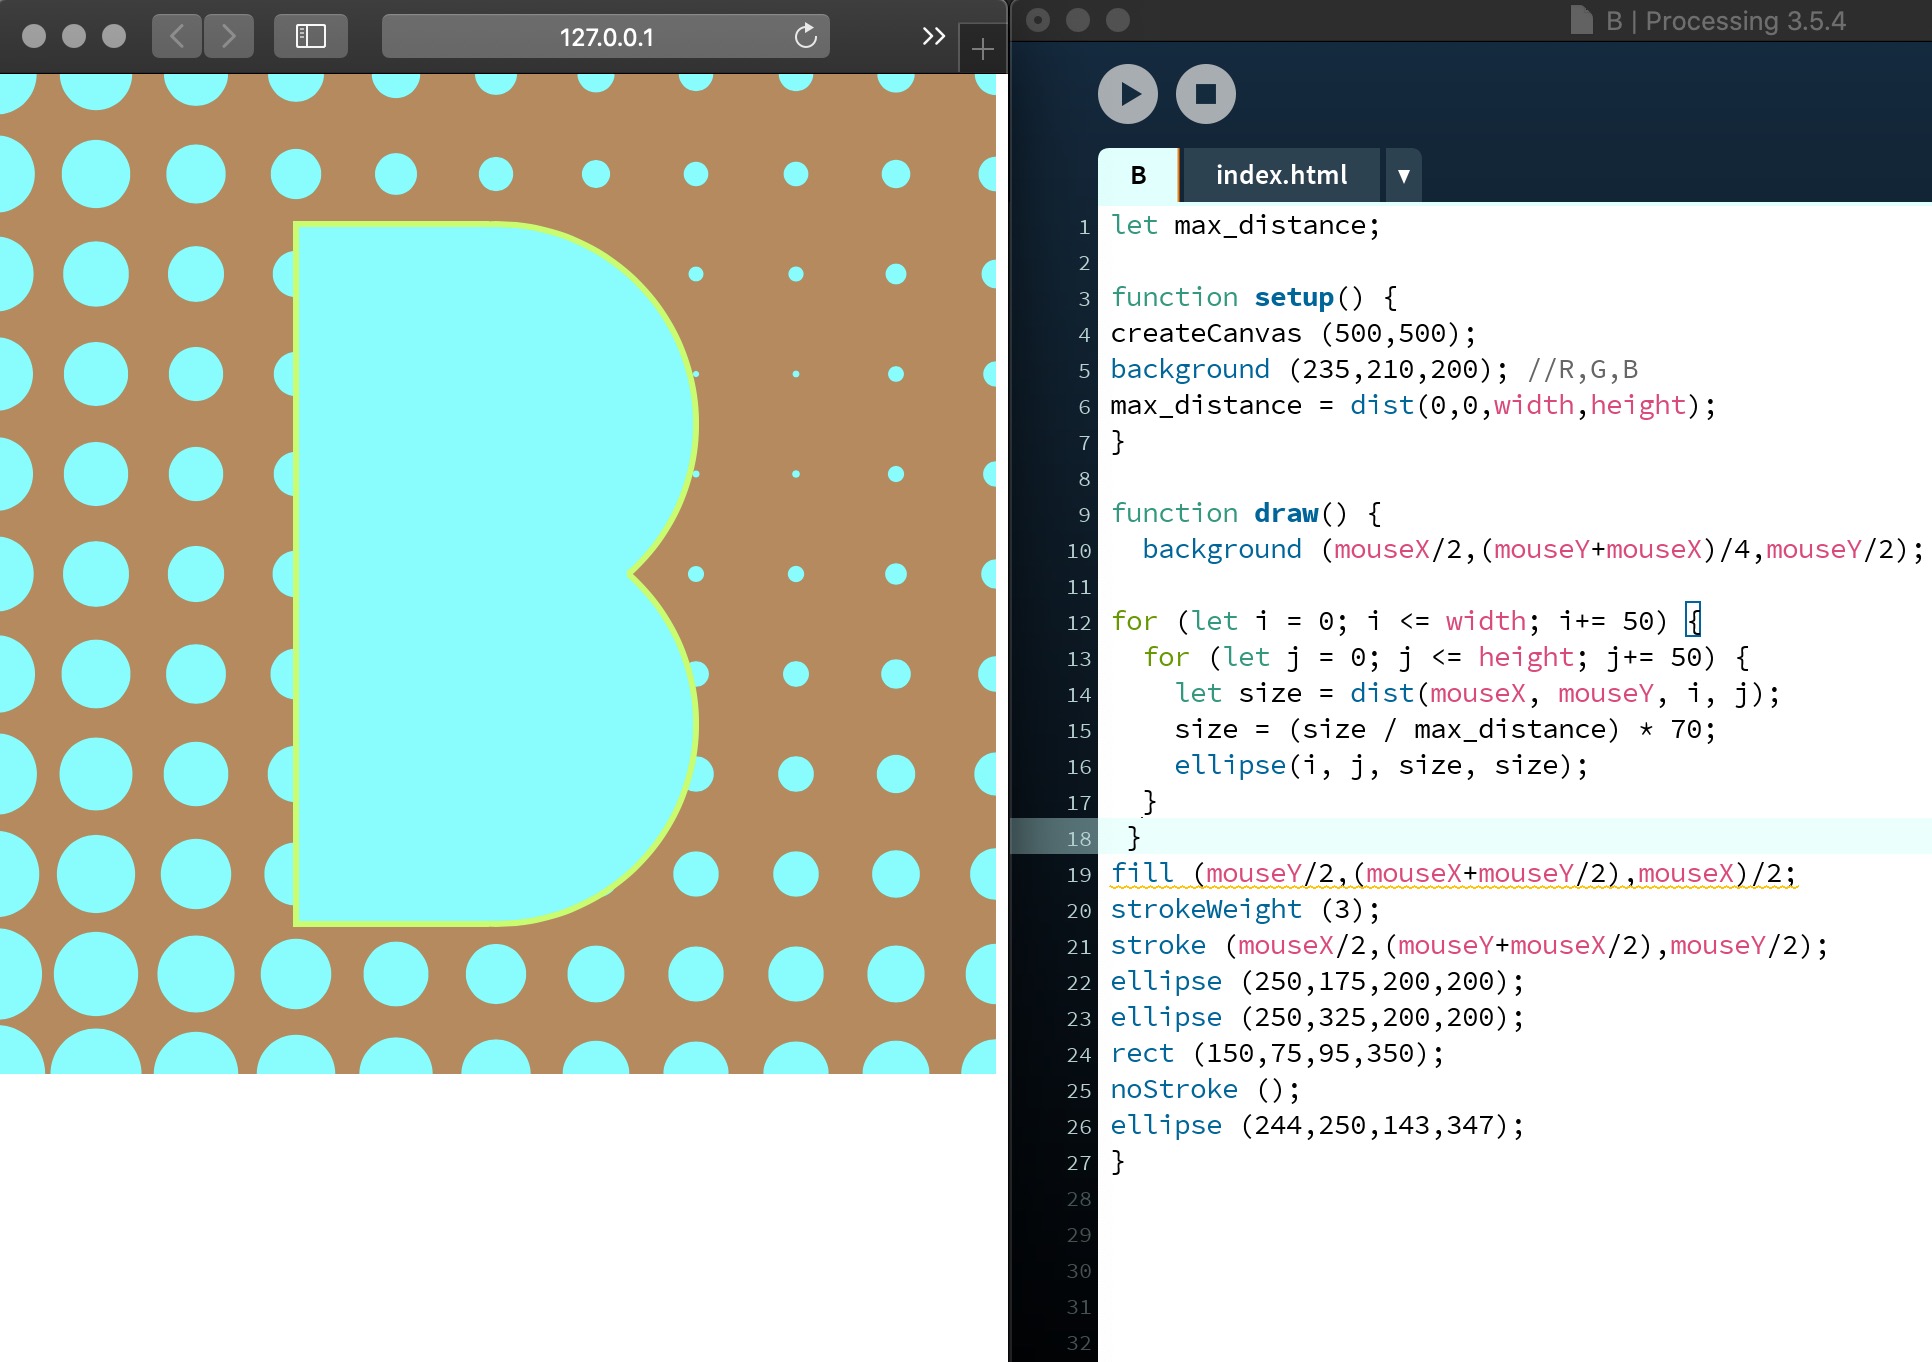 127.0.0.1
B | Processing 3.5.4
B index.html
1 let max_distance;
2
3 function setup() {
4 createCanvas (500,500);
5 background (235,210,200); //R,G,B
6 max_distance = dist(0,0,width,height);
7 }
8
9 function draw() {
10 background (mouseX/2,(mouseY+mouseX)/4,mouseY/2);
11
12 for (let i = 0; i <= width; i+= 50) {
13 for (let j = 0; j <= height; j+= 50) {
14 let size = dist(mouseX, mouseY, i, j);
15 size = (size / max_distance) * 70;
16 ellipse(i, j, size, size);
17 }
18 }
19 fill (mouseY/2,(mouseX+mouseY/2),mouseX)/2;
20 strokeWeight (3);
21 stroke (mouseX/2,(mouseY+mouseX/2),mouseY/2);
22 ellipse (250,175,200,200);
23 ellipse (250,325,200,200);
24 rect (150,75,95,350);
25 noStroke ();
26 ellipse (244,250,143,347);
27 }
28
29
30
31
32